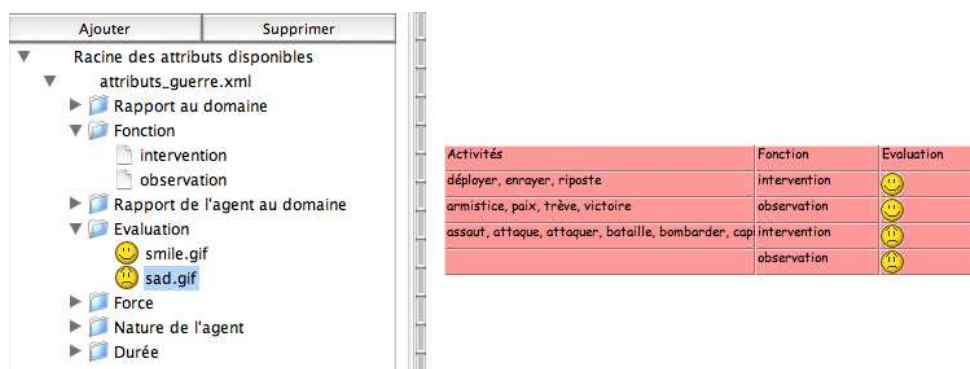 Ajouter Supprimer
Racine des attributs disponibles
attributs_guerre.xml
Rapport au domaine
Fonction
intervention
observation
Rapport de l'agent au domaine
Evaluation
smile.gif
sad.gif
Force
Nature de l'agent
Durée
Activités Fonction Evaluation
déployer, enrayer, riposte intervention
armistice, paix, trève, victoire observation
assaut, attaque, attaquer, bataille, bombarder, capi intervention
observation